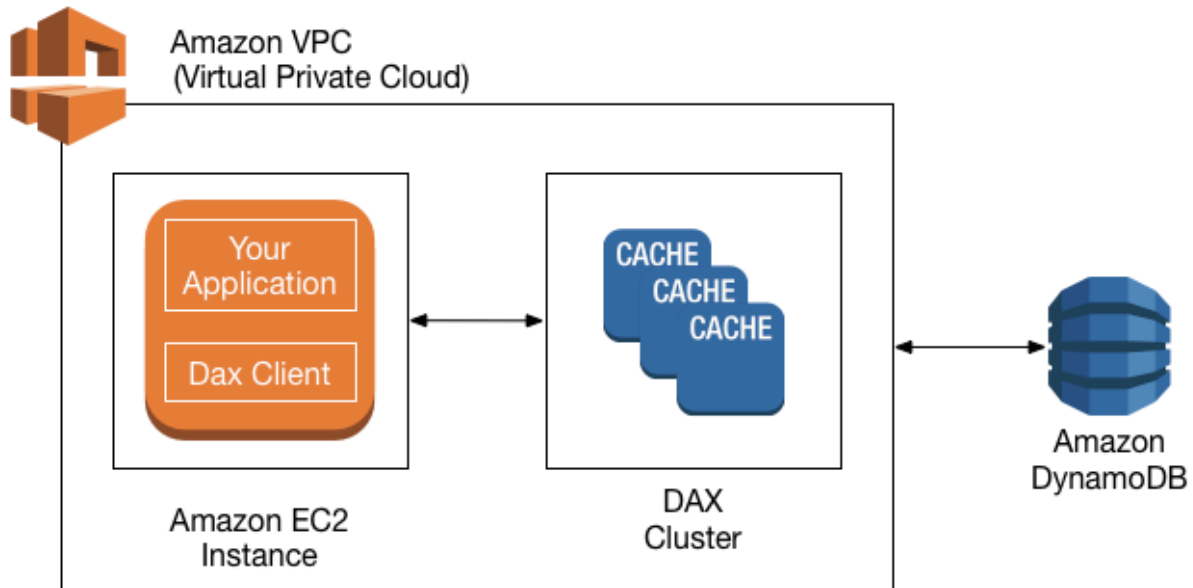 Amazon VPC
(Virtual Private Cloud)
Your
Application
Dax Client
Amazon EC2
Instance
CACHE
CACHE
CACHE
DAX
Cluster
Amazon
DynamoDB